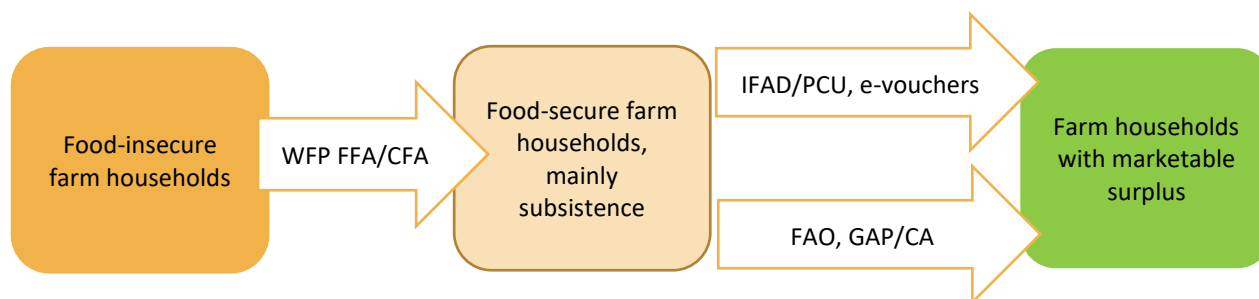 Food-insecure
farm households
WFP FFA/CFA
Food-secure farm
households,
mainly
subsistence
IFAD/PCU, e-vouchers
FAO, GAP/CA
Farm households
with marketable
surplus